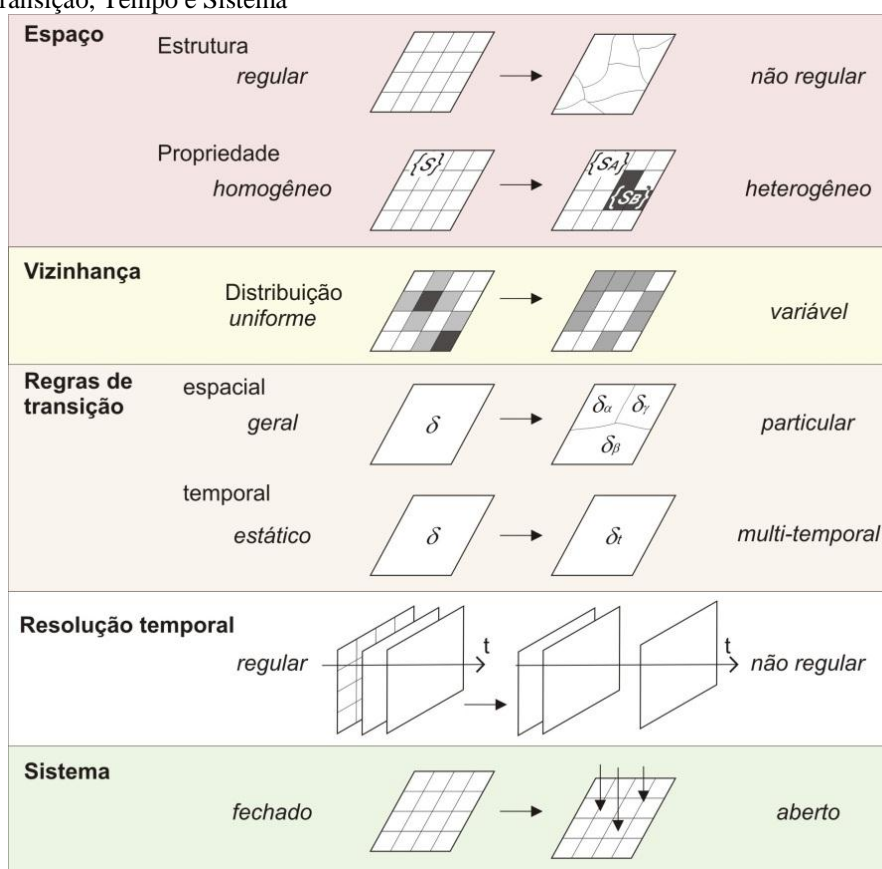 Transição, Tempo e Sistema
Espaço
Estrutura
regular
não regular
Propriedade
homogêneo
{S}
{SA}
{SB}
heterogêneo
Vizinhança
Distribuição
uniforme
variável
Regras de
transição
espacial
geral
δ
δα
δγ
δβ
particular
temporal
estático
δ
δt
multi-temporal
Resolução temporal
regular
t
t
não regular
Sistema
fechado
aberto